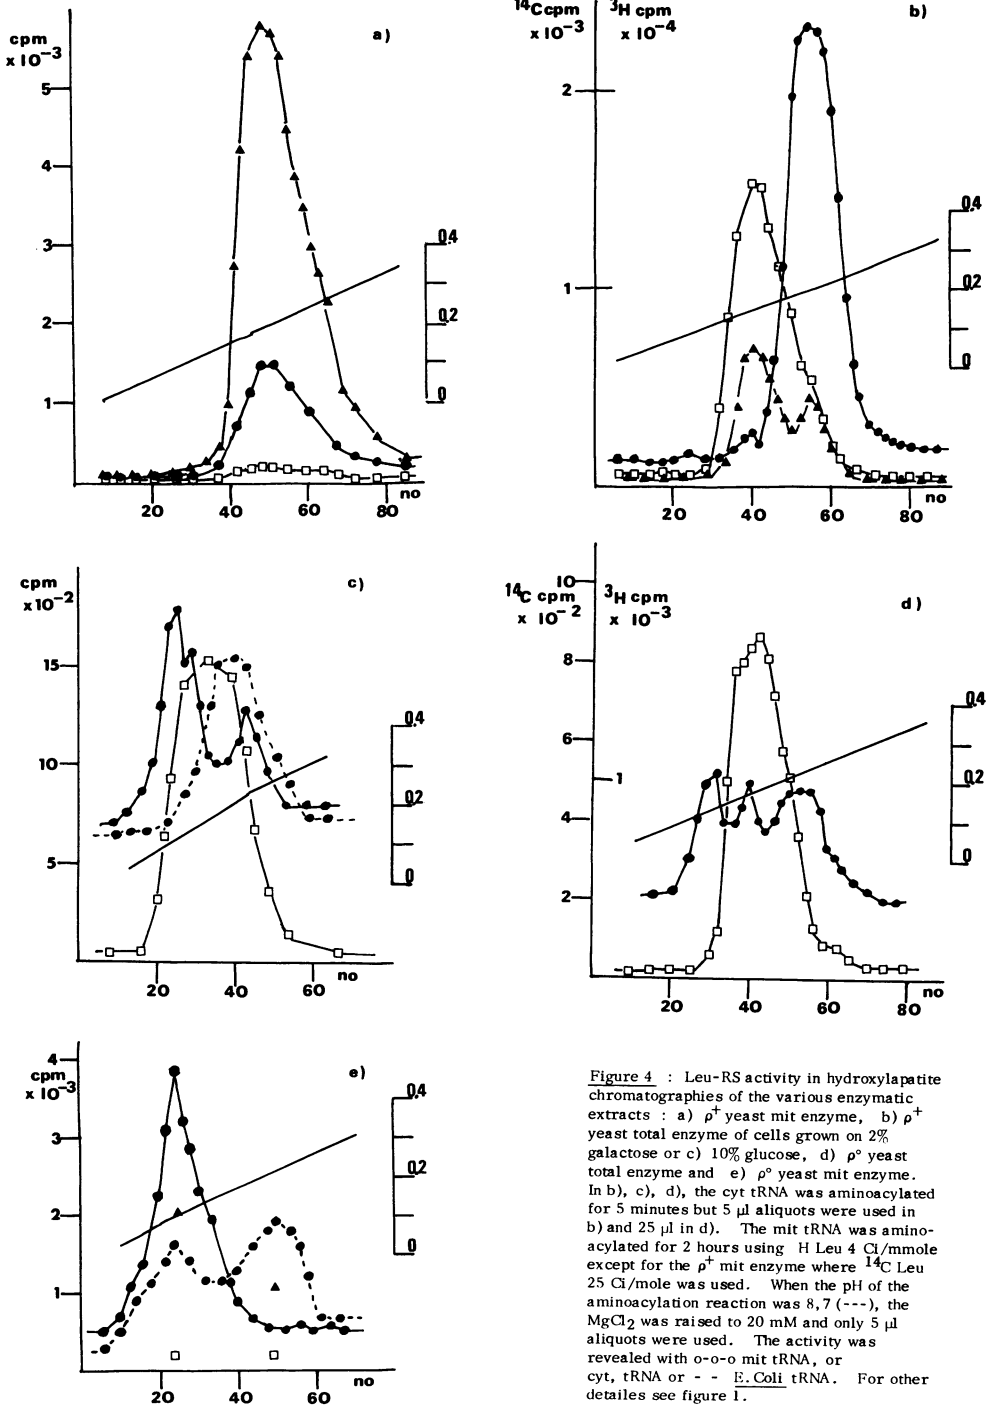 cpm
x 10-3
a)
5
4
3
2
1
0.4
0.2
0
no
20
40
60
80
14C cpm
x 10-3
3H cpm
x 10-4
b)
2
1
0.4
0.2
0
no
20
40
60
80
cpm
x10-2
c)
15
10
5
0.4
0.2
0
no
20
40
60
14C cpm
x 10-2
3H cpm
x 10-3
d)
10
8
6
4
2
1
0.4
0.2
0
no
20
40
60
80
4
cpm
x 10-3
e)
3
2
1
0.4
0.2
0
no
20
40
60
Figure 4 : Leu-RS activity in hydroxylapatite
chromatographies of the various enzymatic
extracts : a) ρ+ yeast mit enzyme, b) ρ+
yeast total enzyme of cells grown on 2%
galactose or c) 10% glucose, d) ρ° yeast
total enzyme and e) ρ° yeast mit enzyme.
In b), c), d), the cyt tRNA was aminoacylated
for 5 minutes but 5 µl aliquots were used in
b) and 25 µl in d). The mit tRNA was amino-
acylated for 2 hours using H Leu 4 Ci/mmole
except for the ρ+ mit enzyme where 14C Leu
25 Ci/mole was used. When the pH of the
aminoacylation reaction was 8,7 (---), the
MgCl2 was raised to 20 mM and only 5 µl
aliquots were used. The activity was
revealed with o-o-o mit tRNA, or
cyt, tRNA or - - E.Coli tRNA. For other
detailes see figure 1.